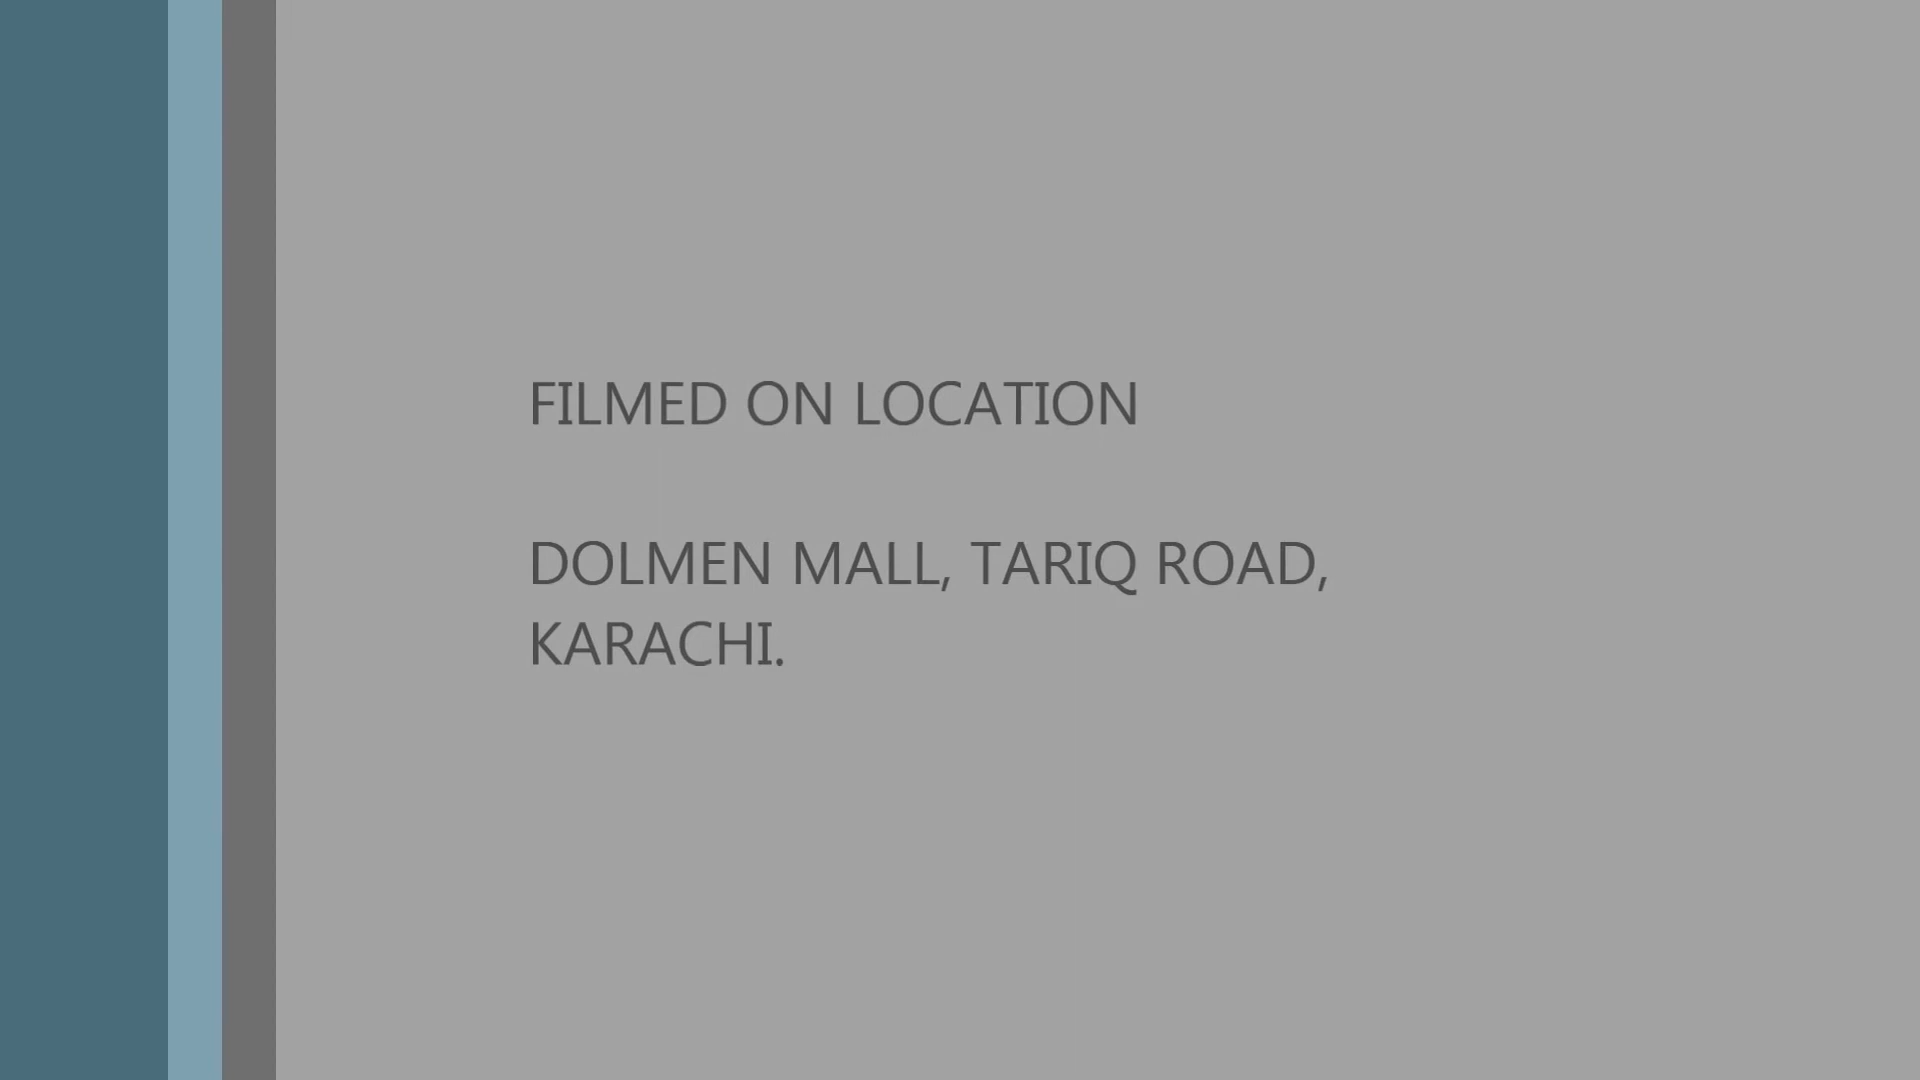 FILMED ON LOCATION
DOLMEN MALL, TARIQ ROAD,
KARACHI.